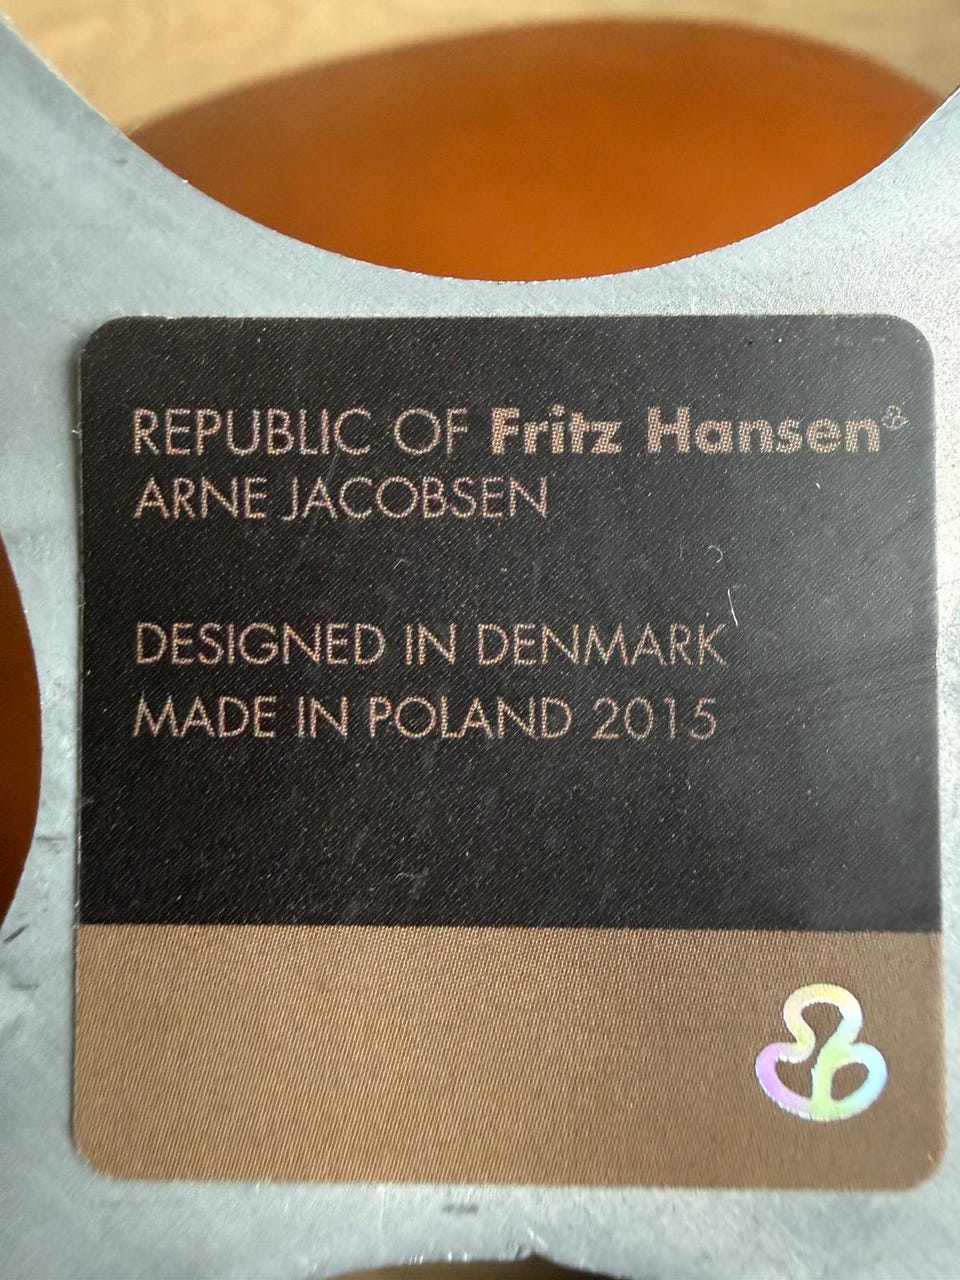 REPUBLIC OF Fritz Hansen
ARNE JACOBSEN
DESIGNED IN DENMARK
MADE IN POLAND 2015